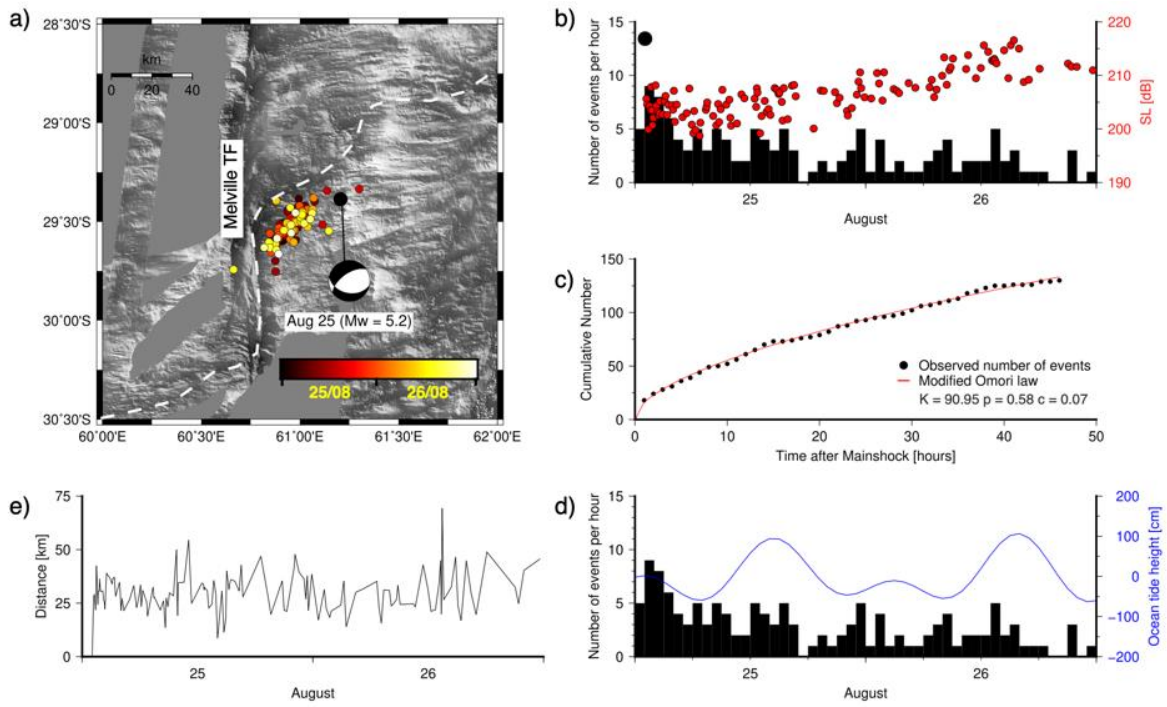 a)
28˚30'S
29˚00'S
29˚30'S
30˚00'S
30˚30'S
60˚00'E
60˚30'E
61˚00'E
61˚30'E
62˚00'E
km
0 20 40
Melville TF
Aug 25 (Mw = 5.2)
25/08
26/08
b)
Number of events per hour
15
10
5
0
SL [dB]
220
210
200
190
25
26
August
c)
Cumulative Number
150
100
50
0
Observed number of events
Modified Omori law
K = 90.95 p = 0.58 c = 0.07
0 10 20 30 40 50
Time after Mainshock [hours]
e)
Distance [km]
75
50
25
0
25
26
August
d)
Number of events per hour
15
10
5
0
Ocean tide height [cm]
200
100
0
−100
−200
25
26
August